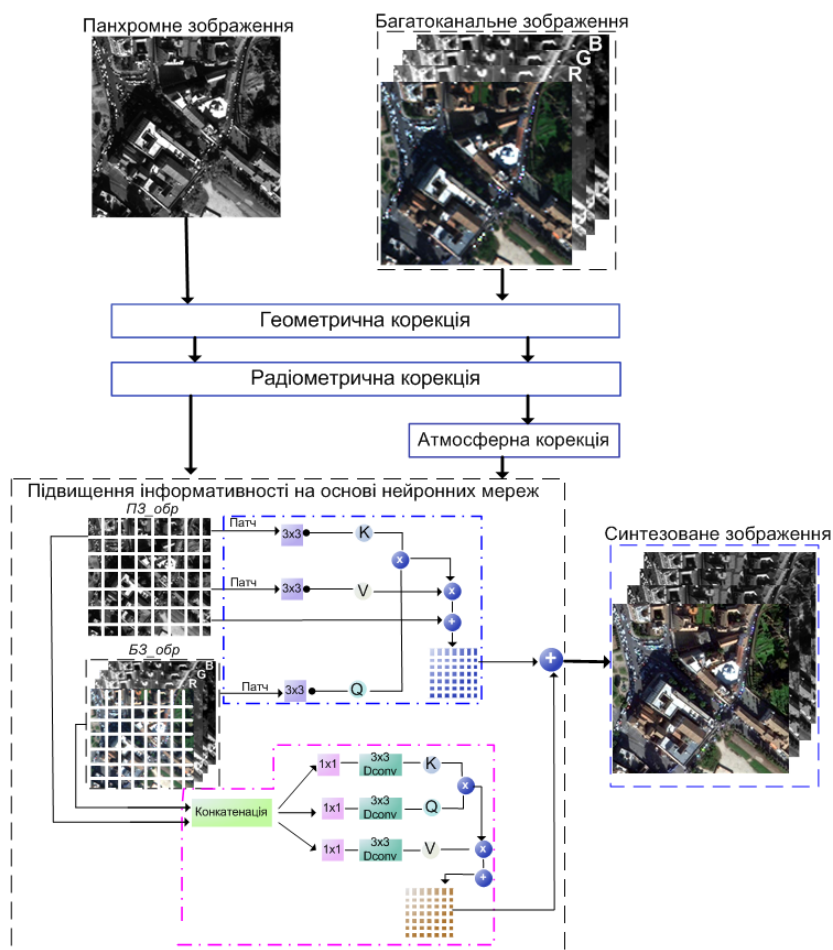 Панхромне зображення
Багатоканальне зображення
B
G
R
Геометрична корекція
Радіометрична корекція
Атмосферна корекція
Підвищення інформативності на основі нейронних мереж
ПЗ_обр
Патч
3x3
K
x
Патч
3x3
V
x
+
БЗ_обр
B
G
R
Патч
3x3
Q
+
Синтезоване зображення
Конкатенація
1x1
3x3
Dconv
K
x
1x1
3x3
Dconv
Q
1x1
3x3
Dconv
V
x
+